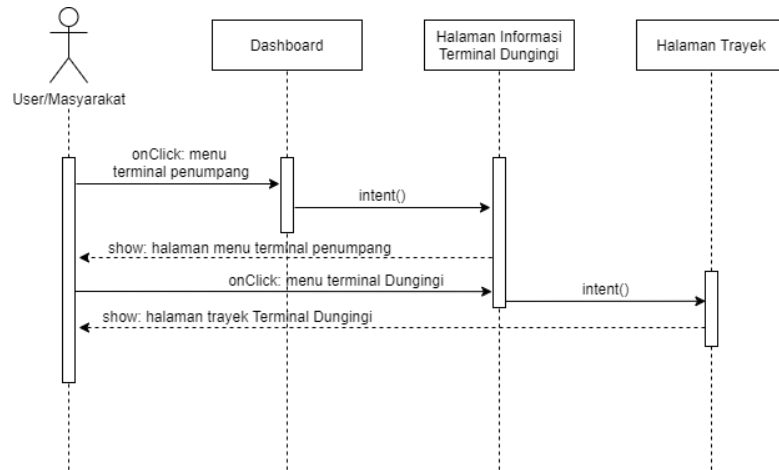 Dashboard
Halaman Informasi
Terminal Dungingi
Halaman Trayek
User/Masyarakat
onClick: menu
terminal penumpang
intent()
show: halaman menu terminal penumpang
onClick: menu terminal Dungingi
intent()
show: halaman trayek Terminal Dungingi